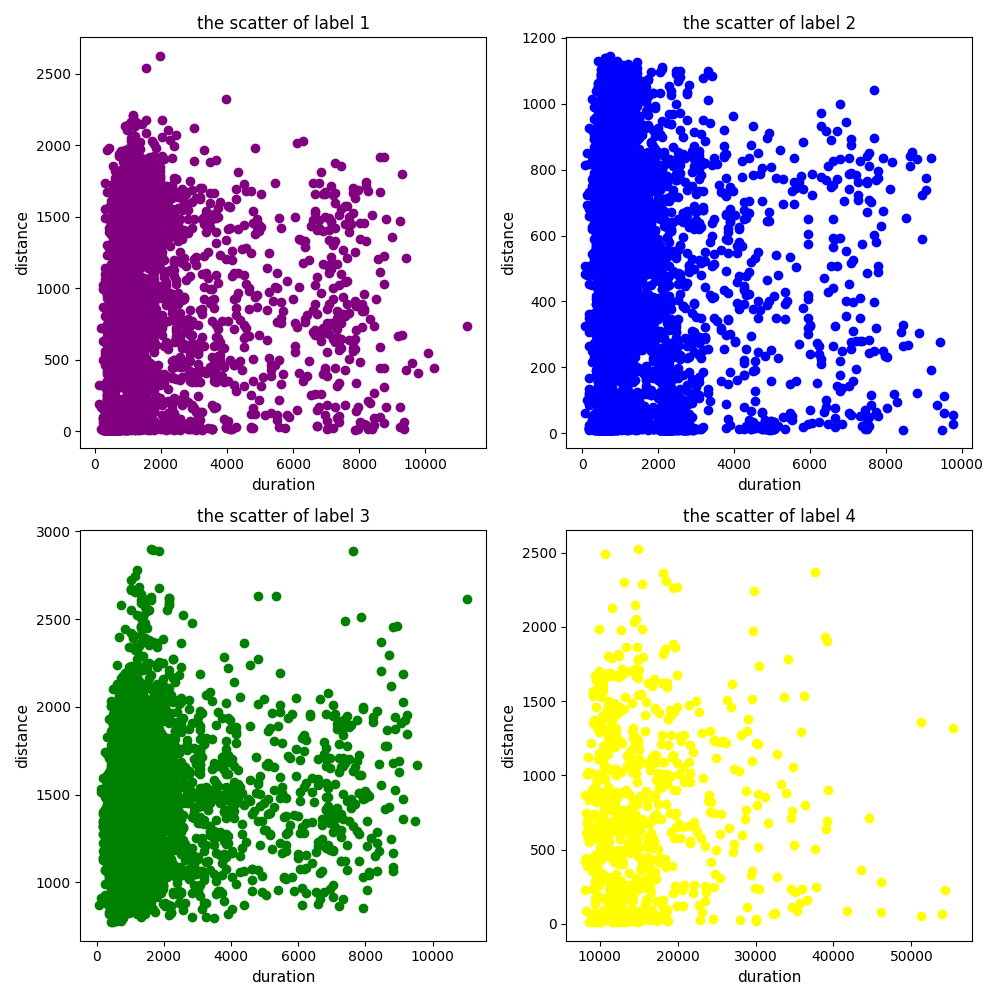 the scatter of label 1
the scatter of label 2
distance
2500
2000
1500
1000
500
0
0 2000 4000 6000 8000 10000
duration
distance
1200
1000
800
600
400
200
0
0 2000 4000 6000 8000 10000
duration
the scatter of label 3
the scatter of label 4
distance
3000
2500
2000
1500
1000
0 2000 4000 6000 8000 10000
duration
distance
2500
2000
1500
1000
500
0
10000 20000 30000 40000 50000
duration